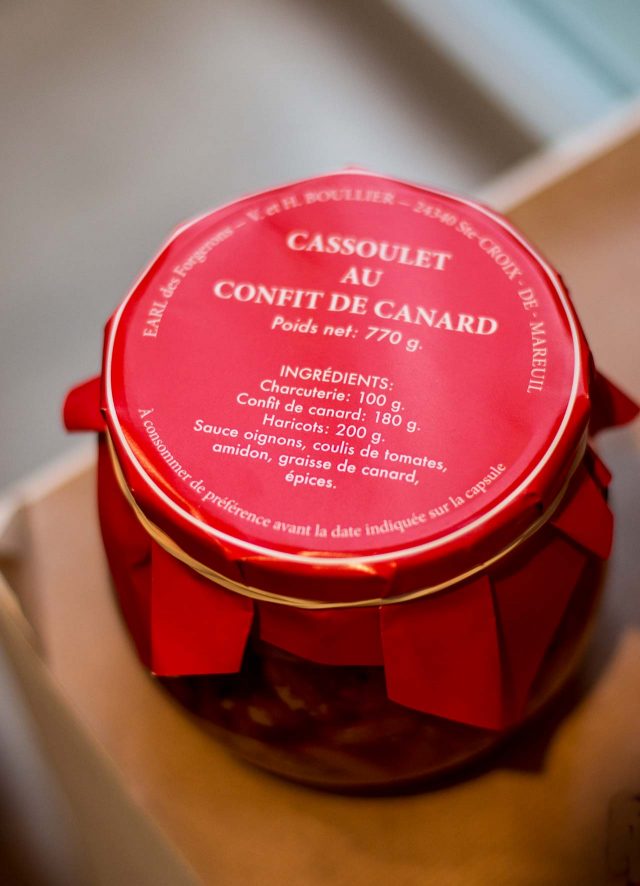 EARL des Forgerons – V. et H. BOULLIER – 24340 Ste-CROIX - DE - MAREUIL
CASSOULET
AU
CONFIT DE CANARD
Poids net: 770 g.
INGRÉDIENTS:
Charcuterie: 100 g.
Confit de canard: 180 g.
Haricots: 200 g.
Sauce oignons, coulis de tomates,
amidon, graisse de canard,
épices.
À consommer de préférence avant la date indiquée sur la capsule